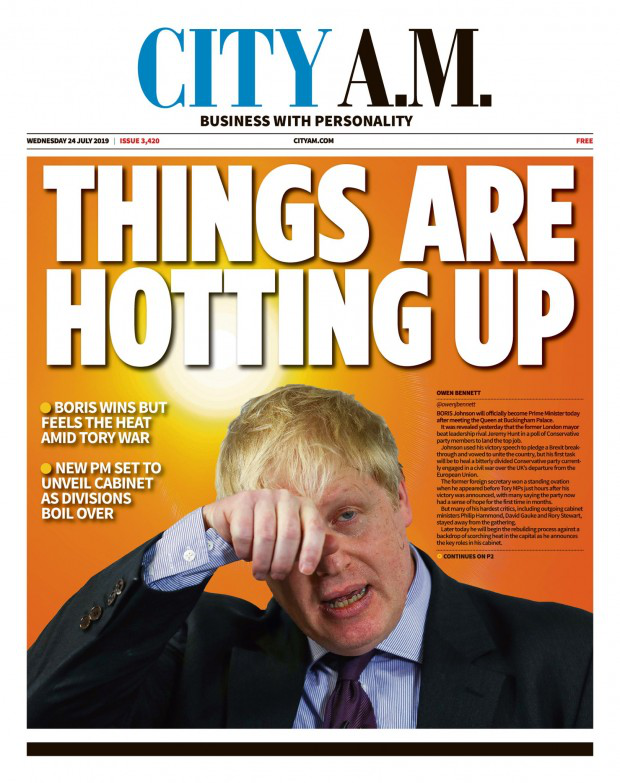 CITY A.M.
BUSINESS WITH PERSONALITY
WEDNESDAY 24 JULY 2019 | ISSUE 3,420 CITYAM.COM FREE
THINGS ARE
HOTTING UP
BORIS WINS BUT
FEELS THE HEAT
AMID TORY WAR
NEW PM SET TO
UNVEIL CABINET
AS DIVISIONS
BOIL OVER
OWEN BENNETT
@owenjbennett
BORIS Johnson will officially become Prime Minister today
after meeting the Queen at Buckingham Palace.
It was revealed yesterday that the former London mayor
beat leadership rival Jeremy Hunt in a poll of Conservative
party members to land the top job.
Johnson used his victory speech to pledge a Brexit break-
through and vowed to unite the country, but his first task
will be to heal a bitterly divided Conservative party current-
ly engaged in a civil war over the UK's departure from the
European Union.
The former foreign secretary won a standing ovation
when he appeared before Tory MPs just hours after his
victory was announced, with many saying the party now
had a sense of hope for the first time in months.
But many of his hardest critics, including outgoing cabinet
ministers Philip Hammond, David Gauke and Rory Stewart,
stayed away from the gathering.
Later today he will begin the rebuilding process against a
backdrop of scorching heat in the capital as he announces
the key roles in his cabinet.
CONTINUES ON P2